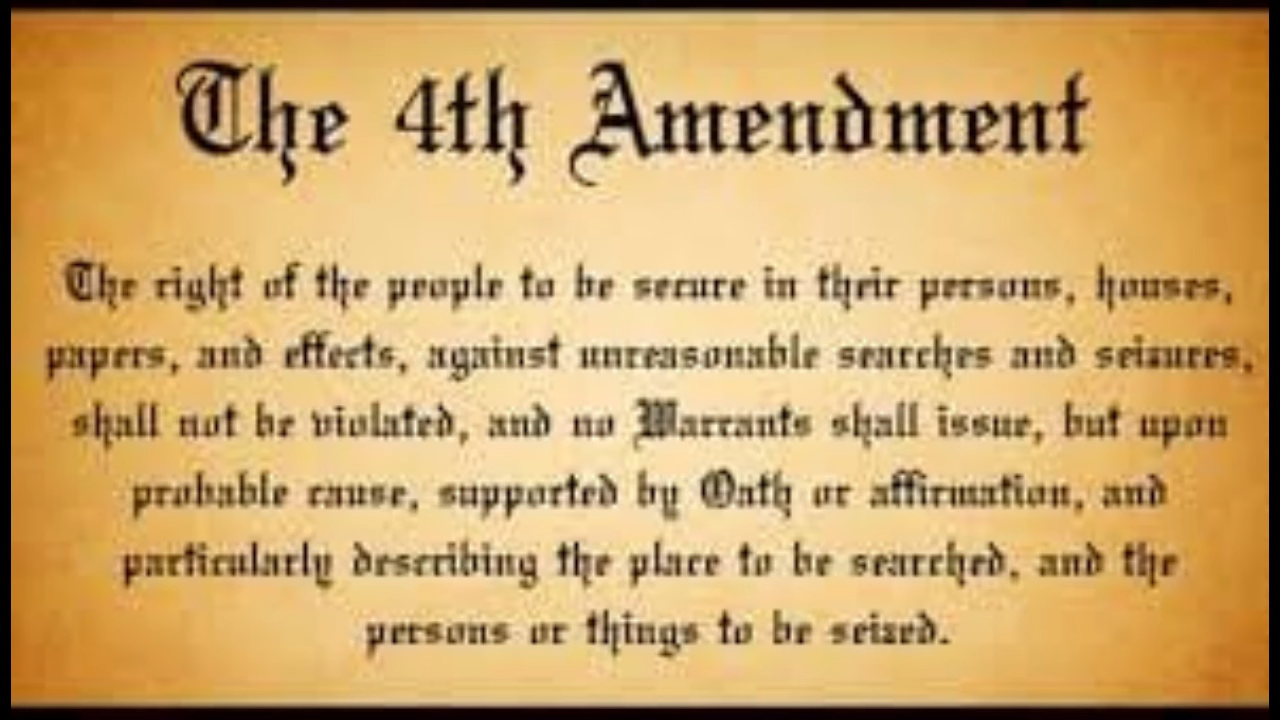 The 4th Amendment
The right of the people to be secure in their persons, houses,
papers, and effects, against unreasonable searches and seizures,
shall not be violated, and no Warrants shall issue, but upon
probable cause, supported by Oath or affirmation, and
particularly describing the place to be searched, and the
persons or things to be seized.